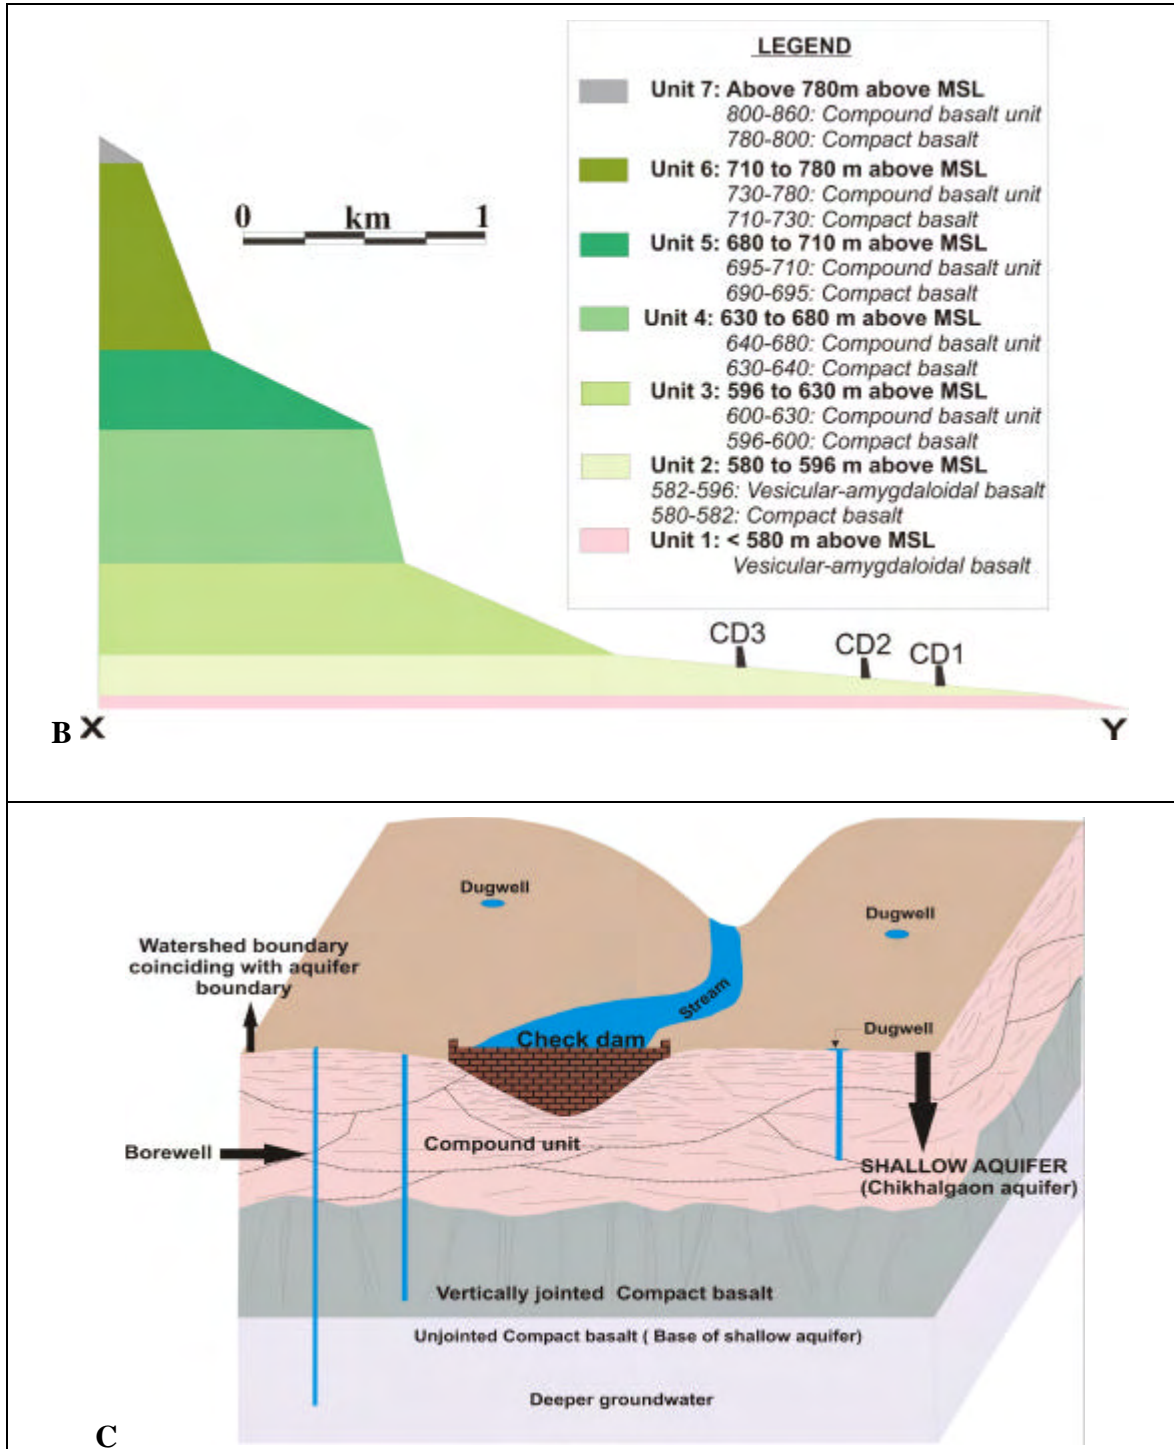 LEGEND
Unit 7: Above 780m above MSL
800-860: Compound basalt unit
780-800: Compact basalt
Unit 6: 710 to 780 m above MSL
730-780: Compound basalt unit
710-730: Compact basalt
Unit 5: 680 to 710 m above MSL
695-710: Compound basalt unit
690-695: Compact basalt
Unit 4: 630 to 680 m above MSL
640-680: Compound basalt unit
630-640: Compact basalt
Unit 3: 596 to 630 m above MSL
600-630: Compound basalt unit
596-600: Compact basalt
Unit 2: 580 to 596 m above MSL
582-596: Vesicular-amygdaloidal basalt
580-582: Compact basalt
Unit 1: < 580 m above MSL
Vesicular-amygdaloidal basalt
0 km 1
CD3
CD2
CD1
B X Y
Dugwell
Dugwell
Watershed boundary
coinciding with aquifer
boundary
Stream
Check dam
Dugwell
Borewell
Compound unit
SHALLOW AQUIFER
(Chikhalgaon aquifer)
Vertically jointed Compact basalt
Unjointed Compact basalt ( Base of shallow aquifer)
Deeper groundwater
C